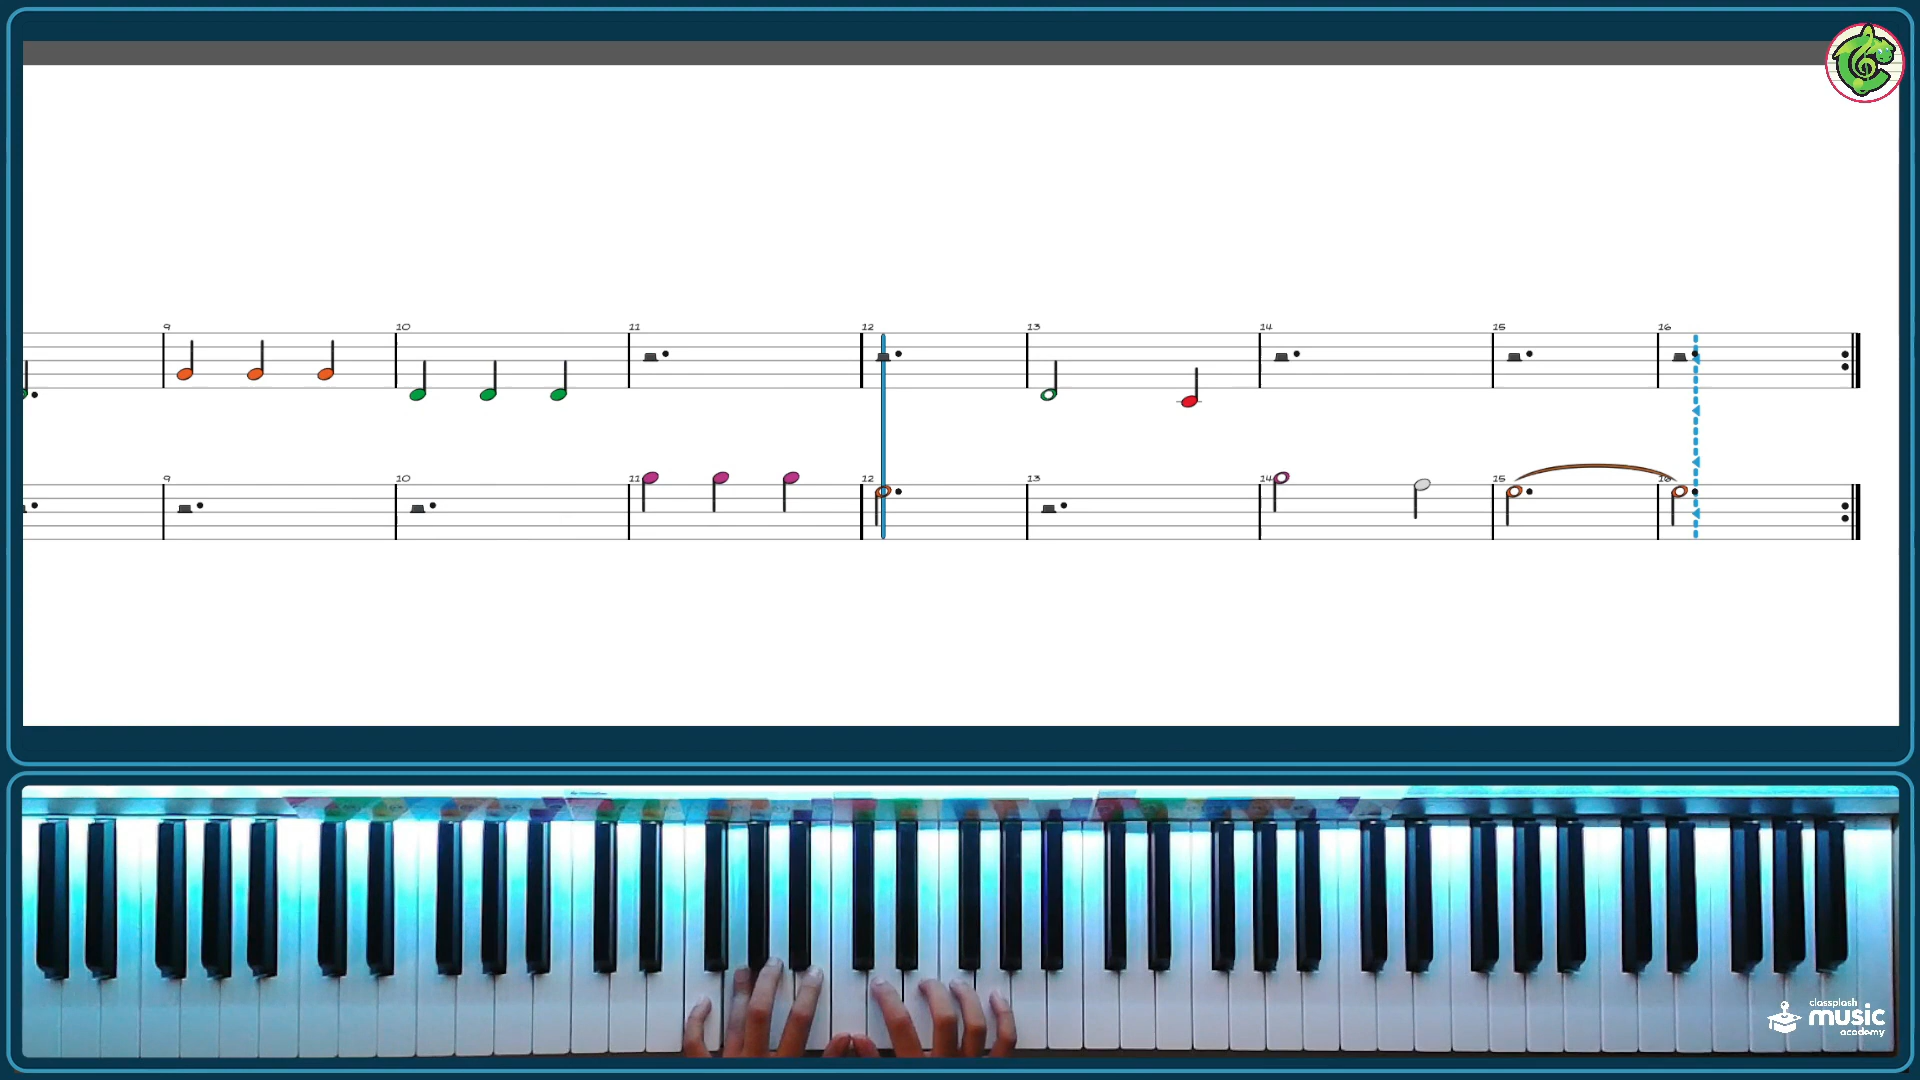 9 10 11 12 13 14 15 16
9 10 11 12 13 14 15 16
classplash
music
academy